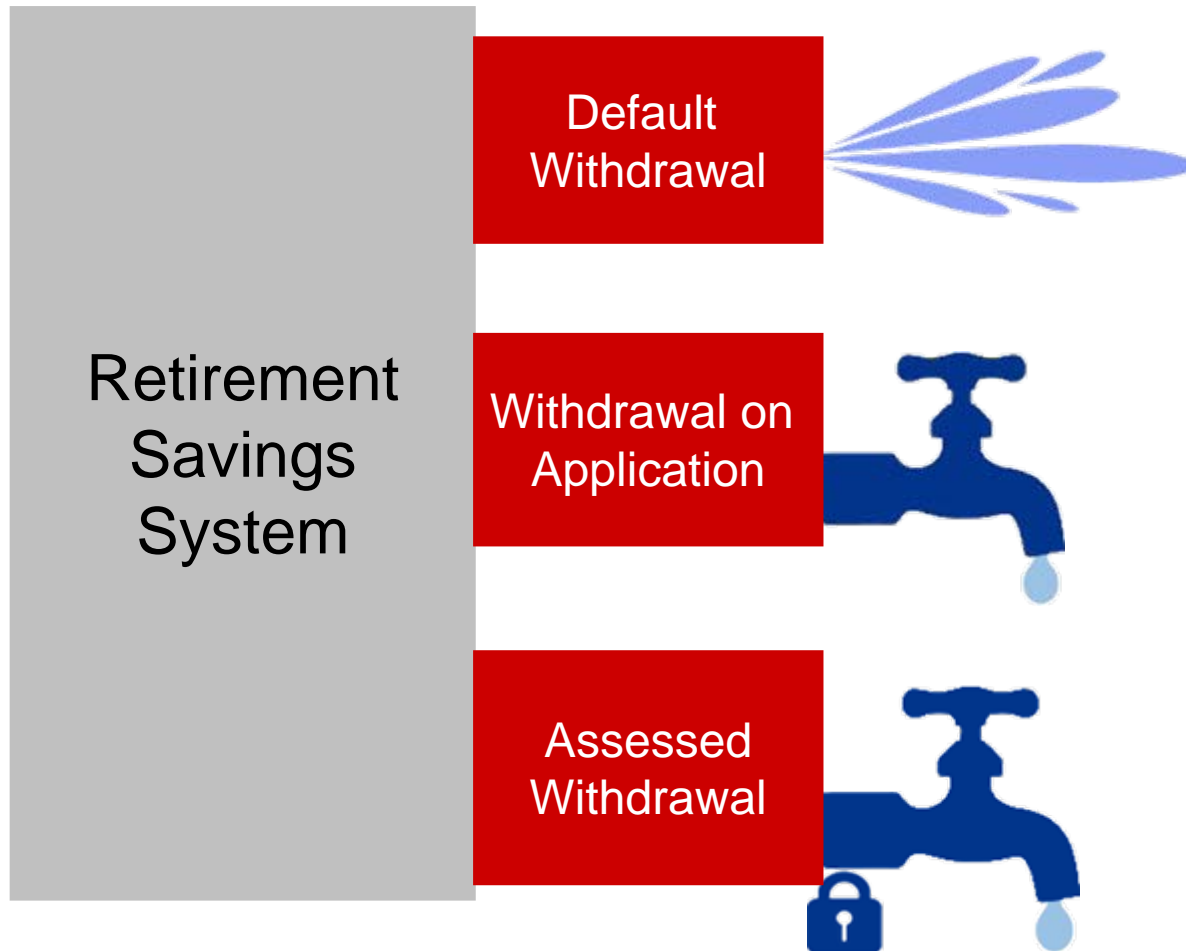 Default
Withdrawal
Retirement
Savings
System
Withdrawal on
Application
Assessed
Withdrawal